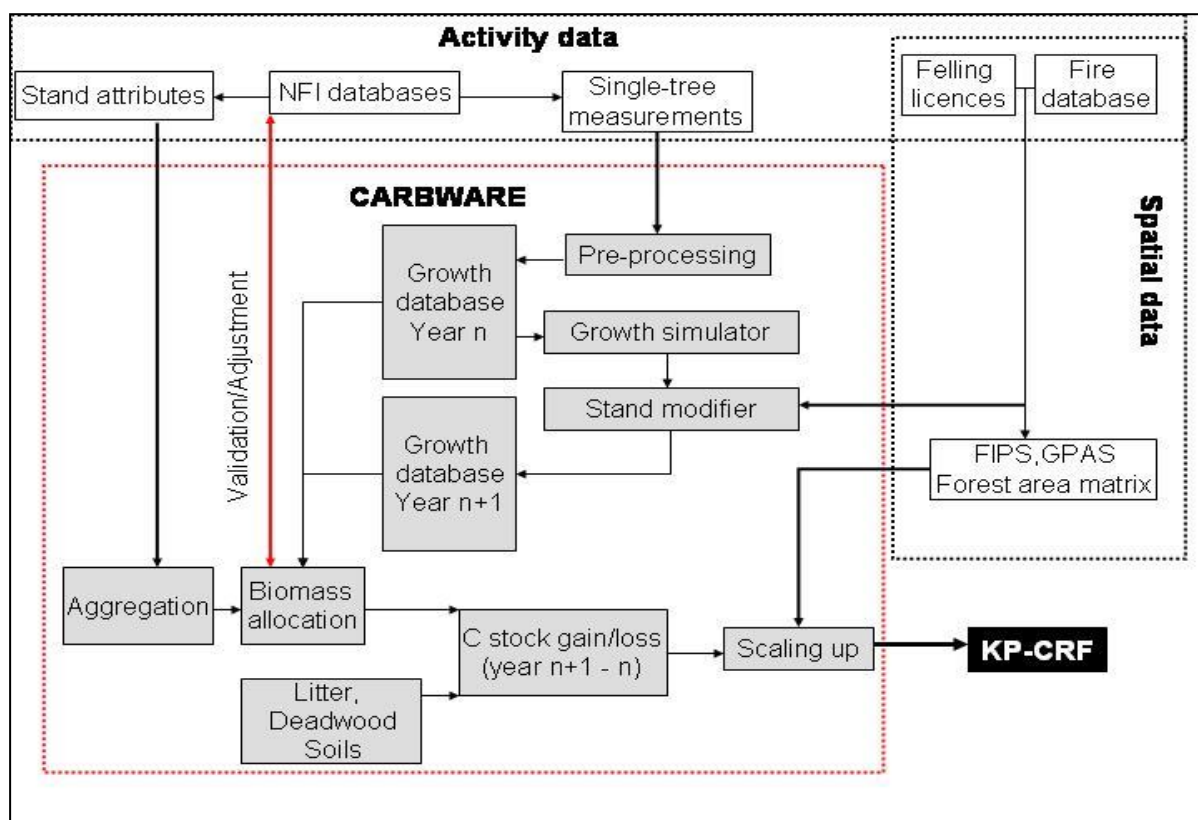 Activity data
Stand attributes
NFI databases
Single-tree
measurements
Felling
licences
Fire
database
Spatial data
CARBWARE
Validation/Adjustment
Pre-processing
Growth
database
Year n
Growth simulator
Stand modifier
Growth
database
Year n+1
FIPS,GPAS
Forest area matrix
Aggregation
Biomass
allocation
C stock gain/loss
(year n+1 - n)
Scaling up
KP-CRF
Litter,
Deadwood
Soils